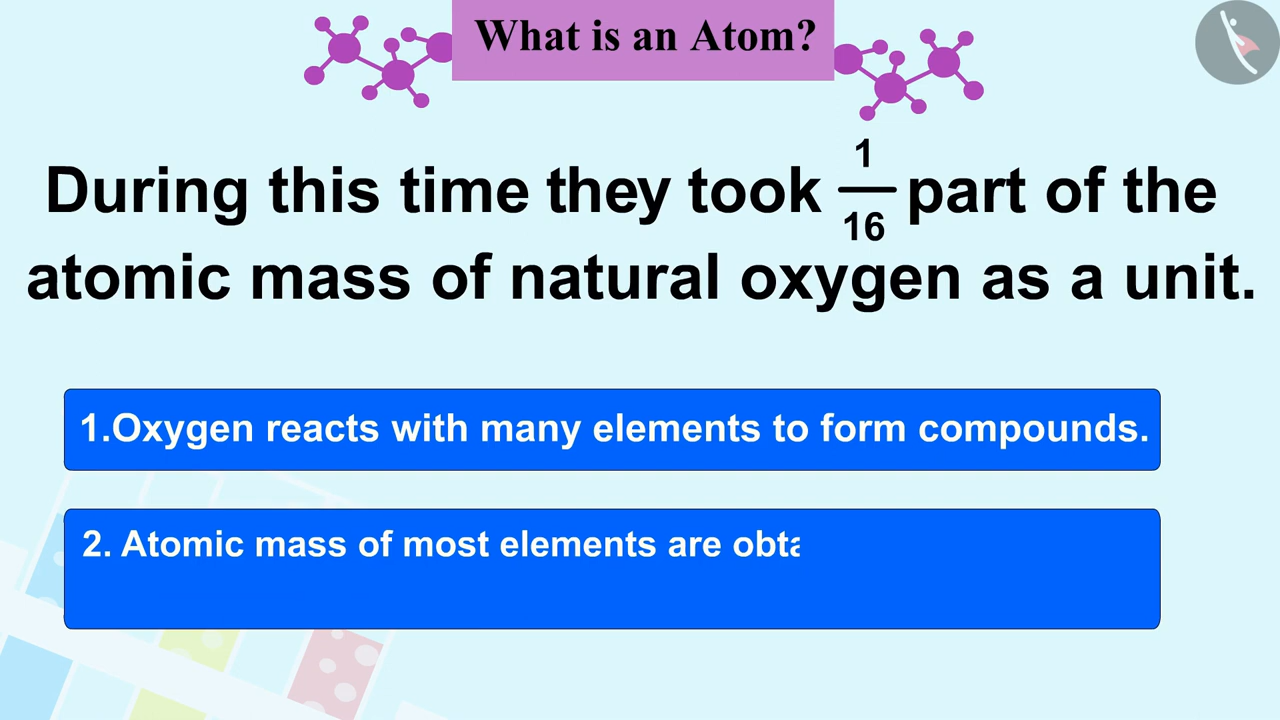 What is an Atom?
During this time they took 1/16 part of the
atomic mass of natural oxygen as a unit.
1.Oxygen reacts with many elements to form compounds.
2. Atomic mass of most elements are obta